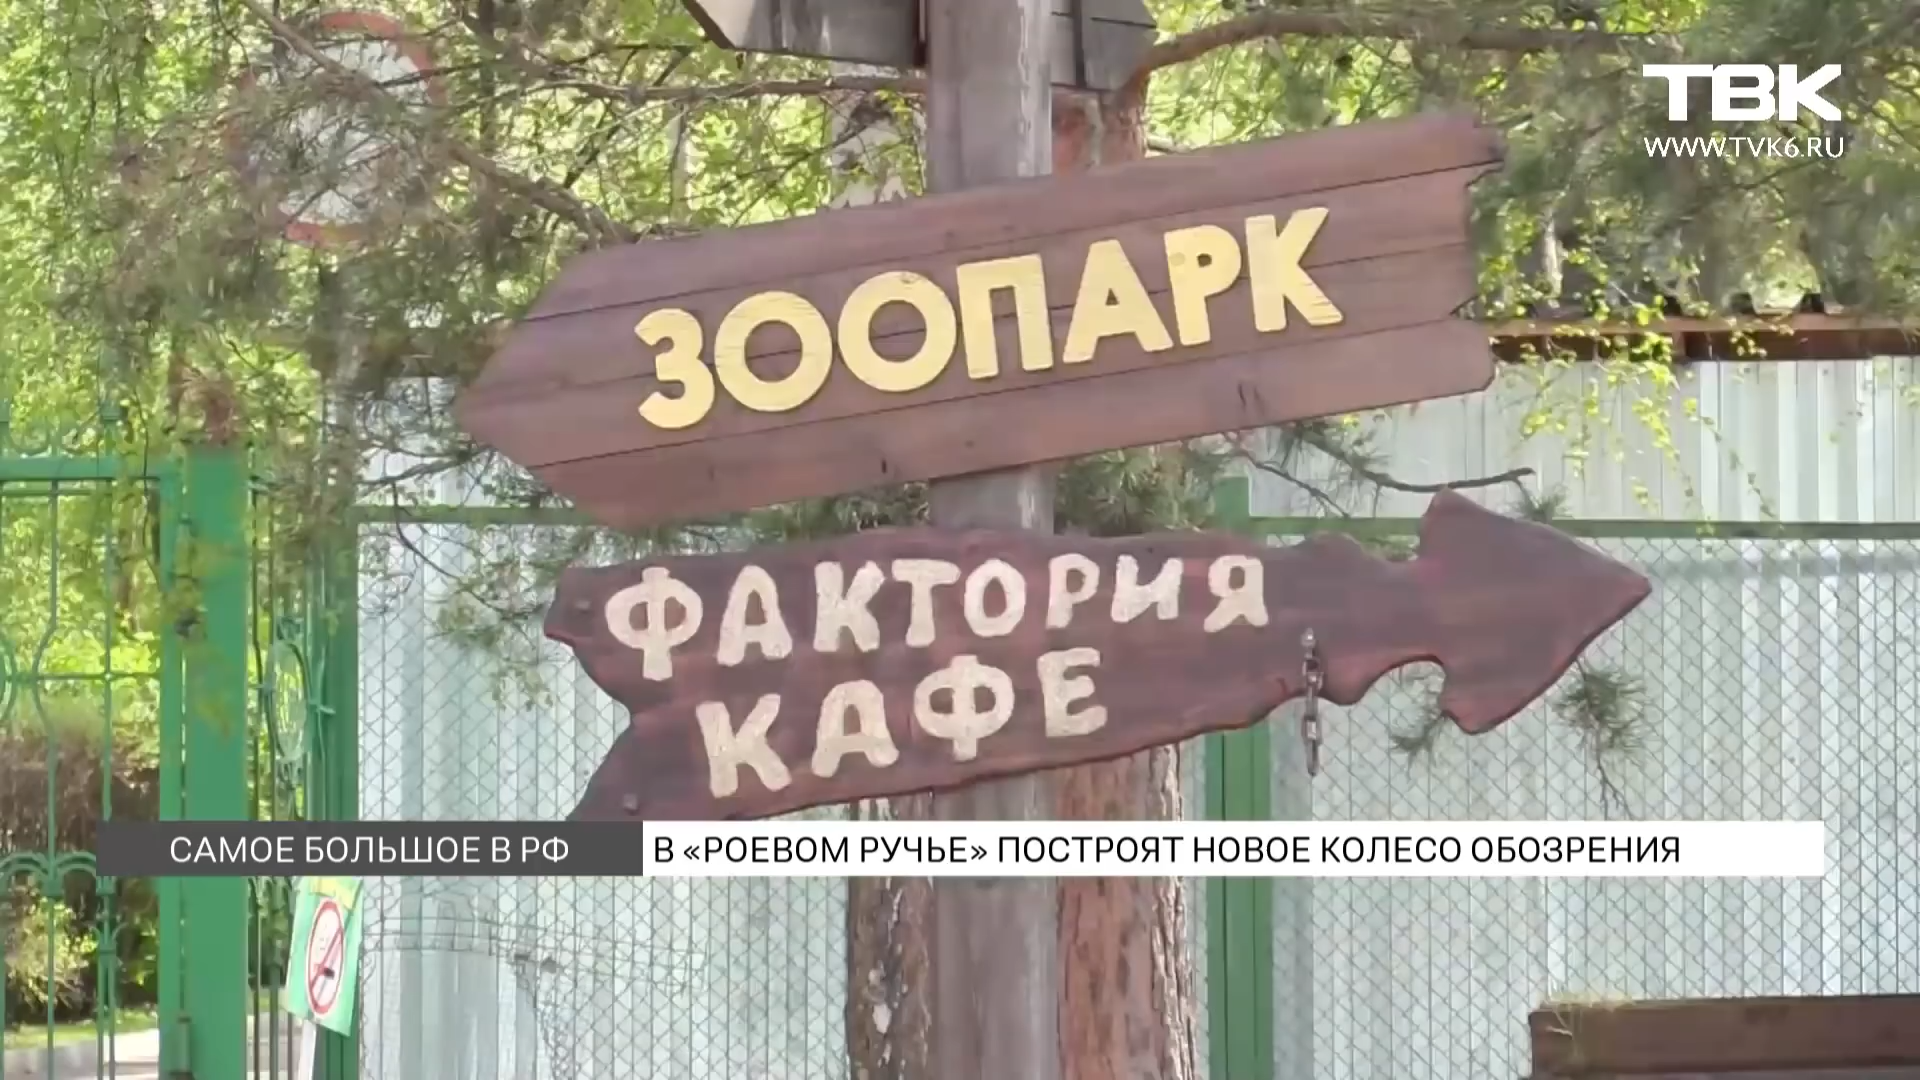 ТВК
WWW.TVK6.RU
ЗООПАРК
ФАКТОРИЯ
КАФЕ
САМОЕ БОЛЬШОЕ В РФ
В «РОЕВОМ РУЧЬЕ» ПОСТРОЯТ НОВОЕ КОЛЕСО ОБОЗРЕНИЯ